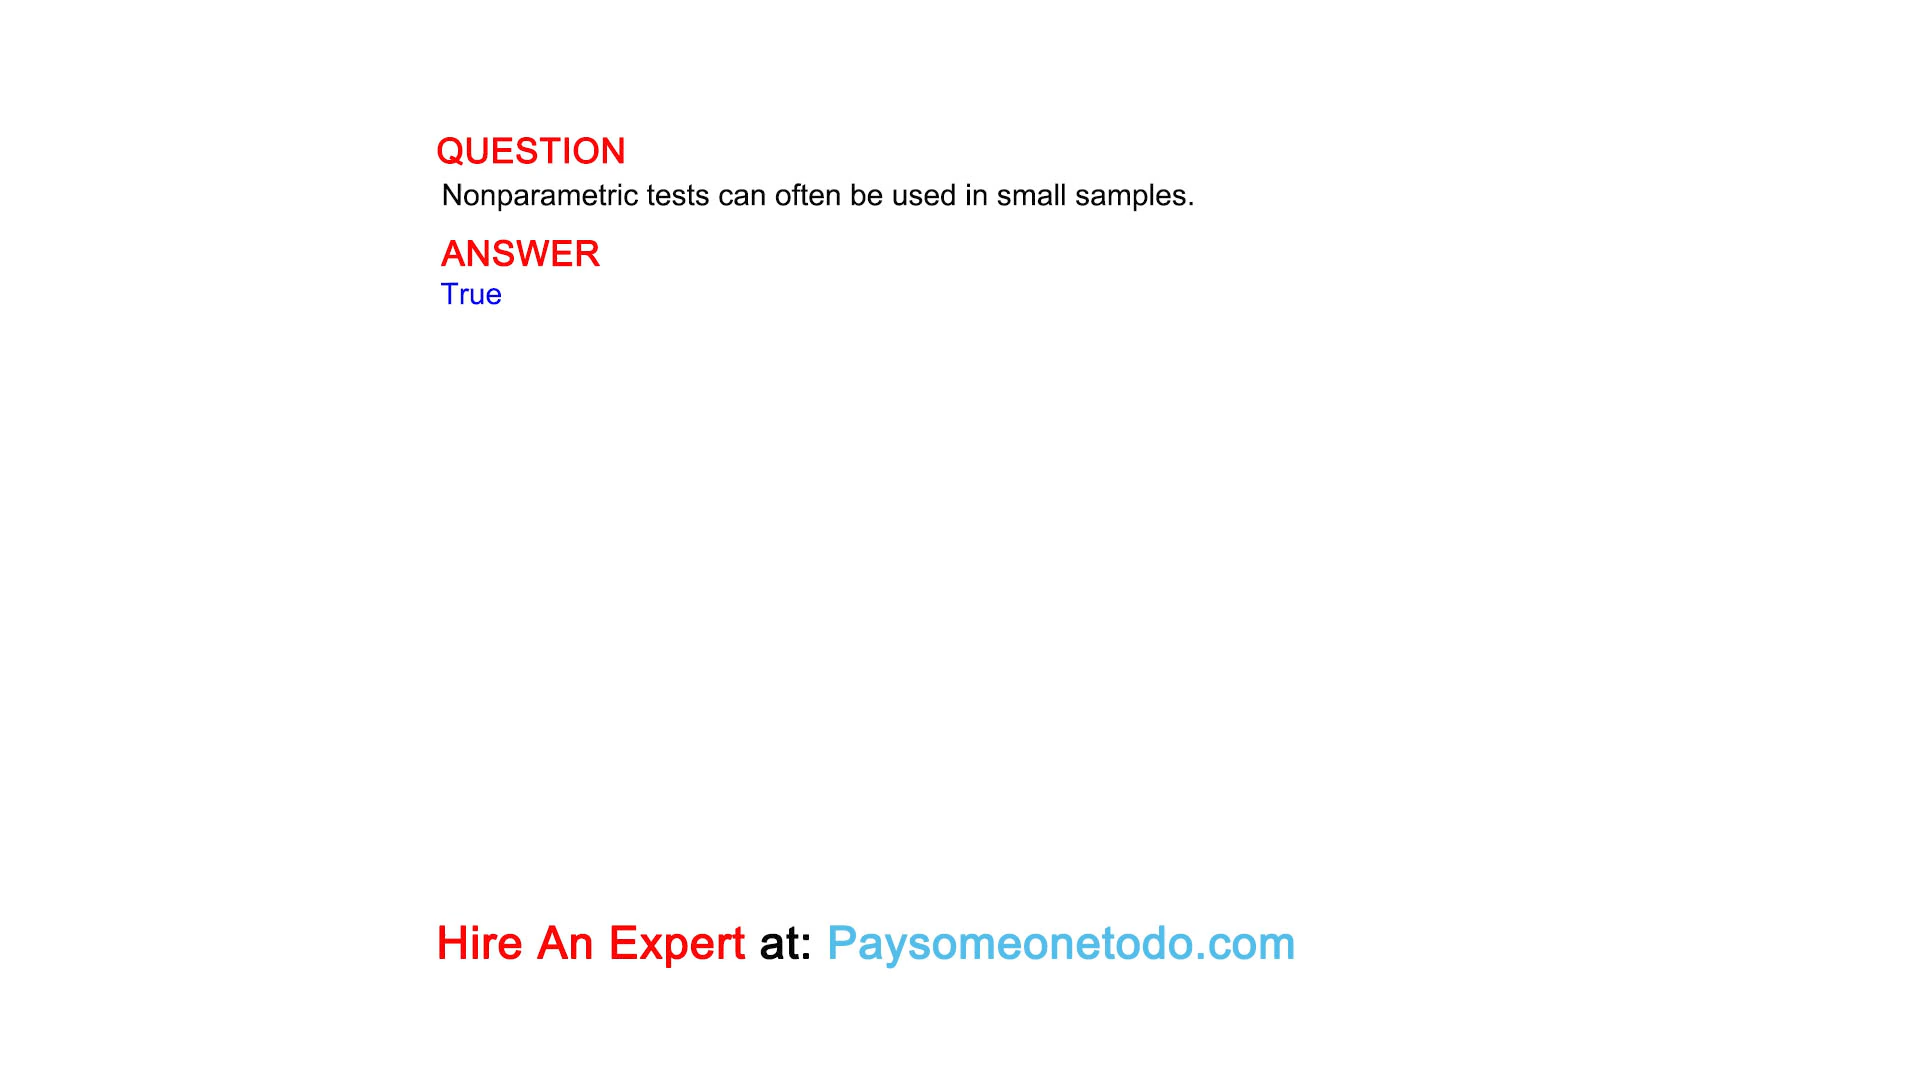 QUESTION
Nonparametric tests can often be used in small samples.
ANSWER
True
Hire An Expert at: Paysomeonetodo.com